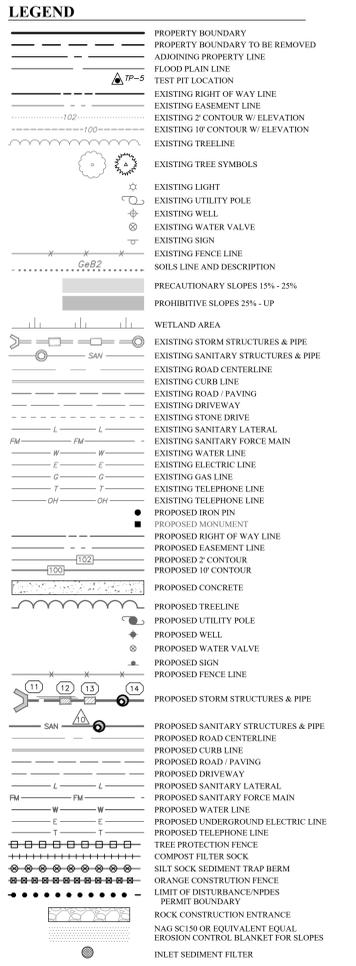 LEGEND
PROPERTY BOUNDARY
PROPERTY BOUNDARY TO BE REMOVED
ADJOINING PROPERTY LINE
FLOOD PLAIN LINE
TP-5 TEST PIT LOCATION
EXISTING RIGHT OF WAY LINE
EXISTING EASEMENT LINE
102 EXISTING 2' CONTOUR W/ ELEVATION
100 EXISTING 10' CONTOUR W/ ELEVATION
EXISTING TREELINE
EXISTING TREE SYMBOLS
EXISTING LIGHT
EXISTING UTILITY POLE
EXISTING WELL
EXISTING WATER VALVE
EXISTING SIGN
X X X EXISTING FENCE LINE
GeB2 SOILS LINE AND DESCRIPTION
PRECAUTIONARY SLOPES 15% - 25%
PROHIBITIVE SLOPES 25% - UP
WETLAND AREA
EXISTING STORM STRUCTURES & PIPE
SAN EXISTING SANITARY STRUCTURES & PIPE
EXISTING ROAD CENTERLINE
EXISTING CURB LINE
EXISTING ROAD / PAVING
EXISTING DRIVEWAY
EXISTING STONE DRIVE
L L EXISTING SANITARY LATERAL
FM FM EXISTING SANITARY FORCE MAIN
W W EXISTING WATER LINE
E E EXISTING ELECTRIC LINE
G G EXISTING GAS LINE
T T EXISTING TELEPHONE LINE
OH OH EXISTING TELEPHONE LINE
PROPOSED IRON PIN
PROPOSED MONUMENT
PROPOSED RIGHT OF WAY LINE
PROPOSED EASEMENT LINE
102 PROPOSED 2' CONTOUR
100 PROPOSED 10' CONTOUR
PROPOSED CONCRETE
PROPOSED TREELINE
PROPOSED UTILITY POLE
PROPOSED WELL
PROPOSED WATER VALVE
PROPOSED SIGN
X X X PROPOSED FENCE LINE
11 12 13 14
PROPOSED STORM STRUCTURES & PIPE
10
SAN PROPOSED SANITARY STRUCTURES & PIPE
PROPOSED ROAD CENTERLINE
PROPOSED CURB LINE
PROPOSED ROAD / PAVING
PROPOSED DRIVEWAY
L L PROPOSED SANITARY LATERAL
FM FM PROPOSED SANITARY FORCE MAIN
W W PROPOSED WATER LINE
E E PROPOSED UNDERGROUND ELECTRIC LINE
T T PROPOSED TELEPHONE LINE
TREE PROTECTION FENCE
COMPOST FILTER SOCK
SILT SOCK SEDIMENT TRAP BERM
ORANGE CONSTRUTION FENCE
LIMIT OF DISTURBANCE/NPDES
PERMIT BOUNDARY
ROCK CONSTRUCTION ENTRANCE
NAG SC150 OR EQUIVALENT EQUAL
EROSION CONTROL BLANKET FOR SLOPES
INLET SEDIMENT FILTER